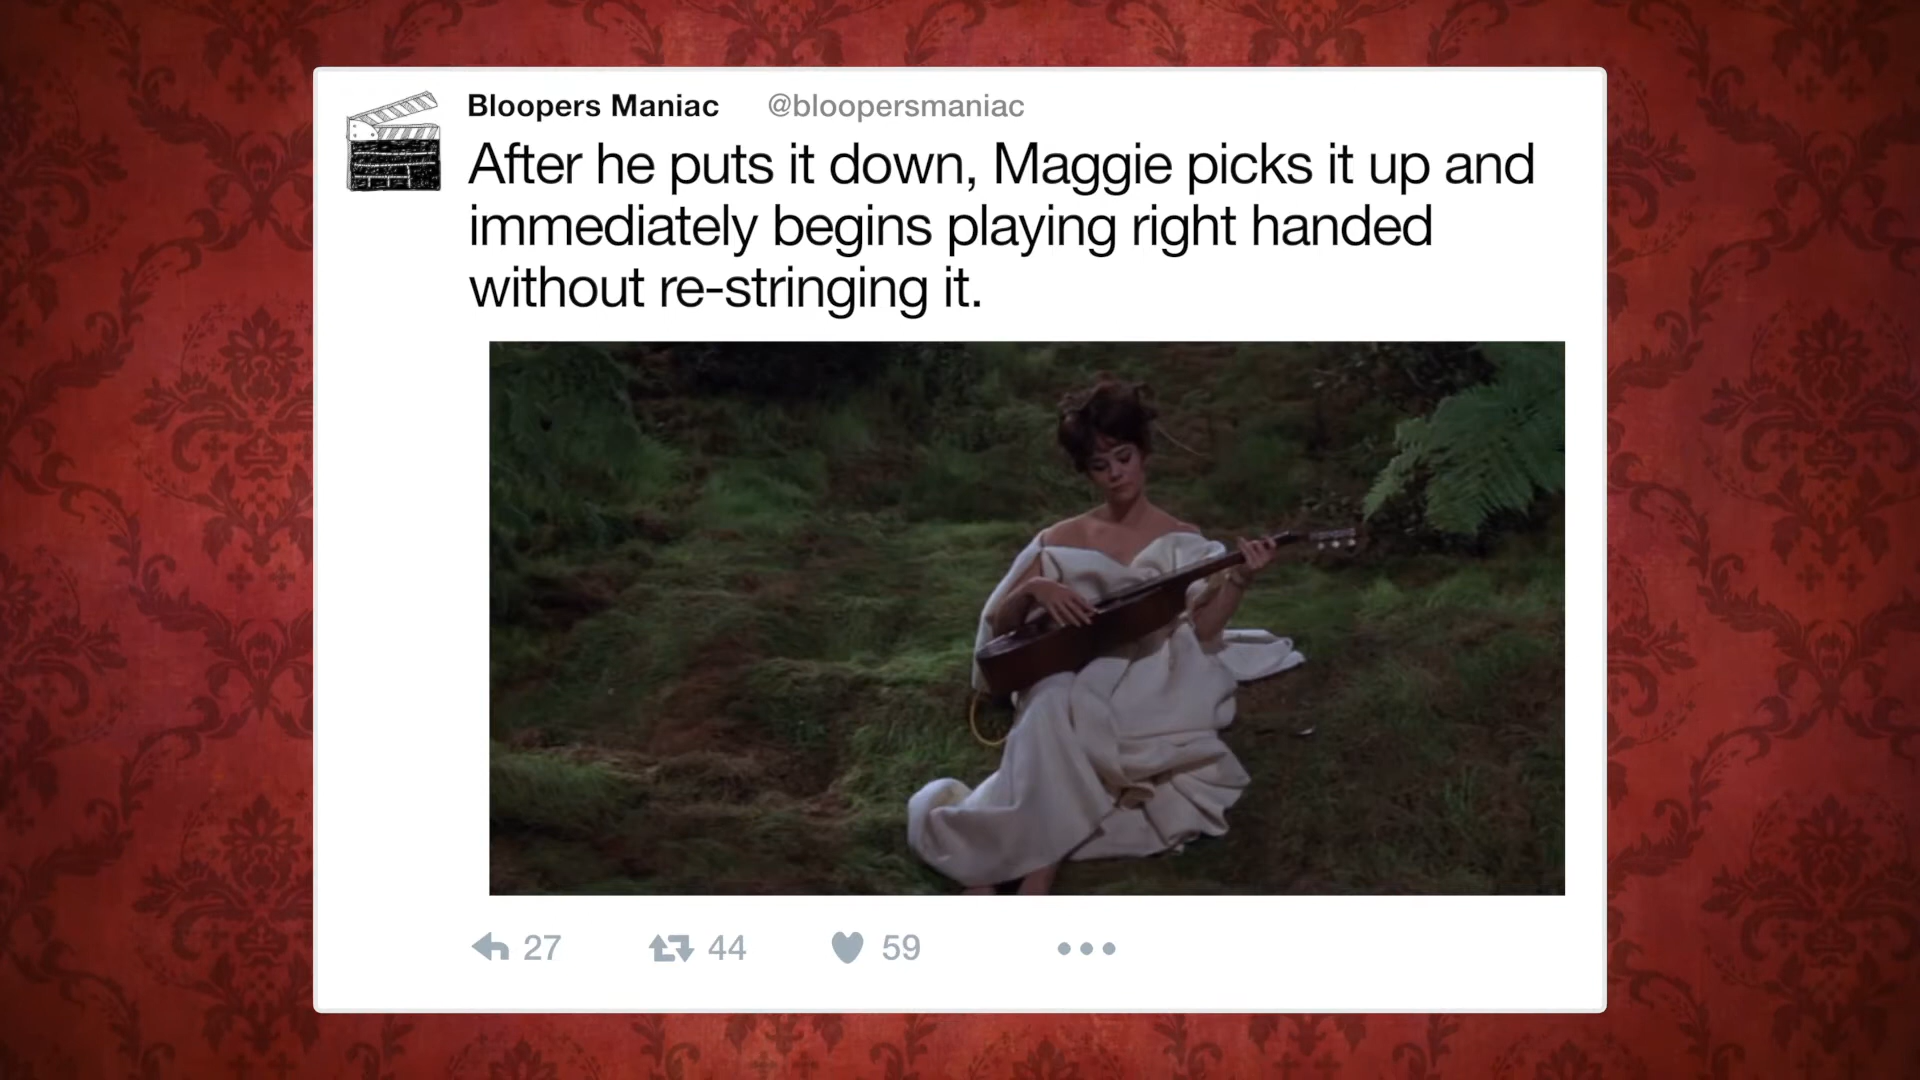 Bloopers Maniac @bloopersmaniac
After he puts it down, Maggie picks it up and
immediately begins playing right handed
without re-stringing it.
27 44 59